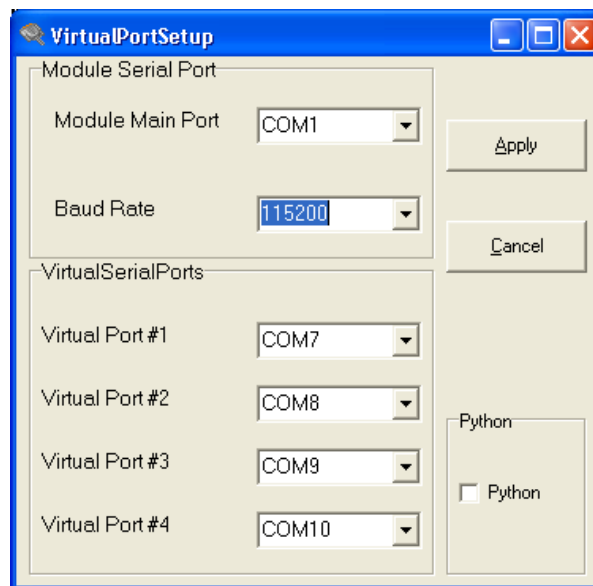 VirtualPortSetup
Module Serial Port
Module Main Port COM1
Apply
Baud Rate 115200
Cancel
VirtualSerialPorts
Virtual Port #1 COM7
Virtual Port #2 COM8
Python
Virtual Port #3 COM9
Python
Virtual Port #4 COM10